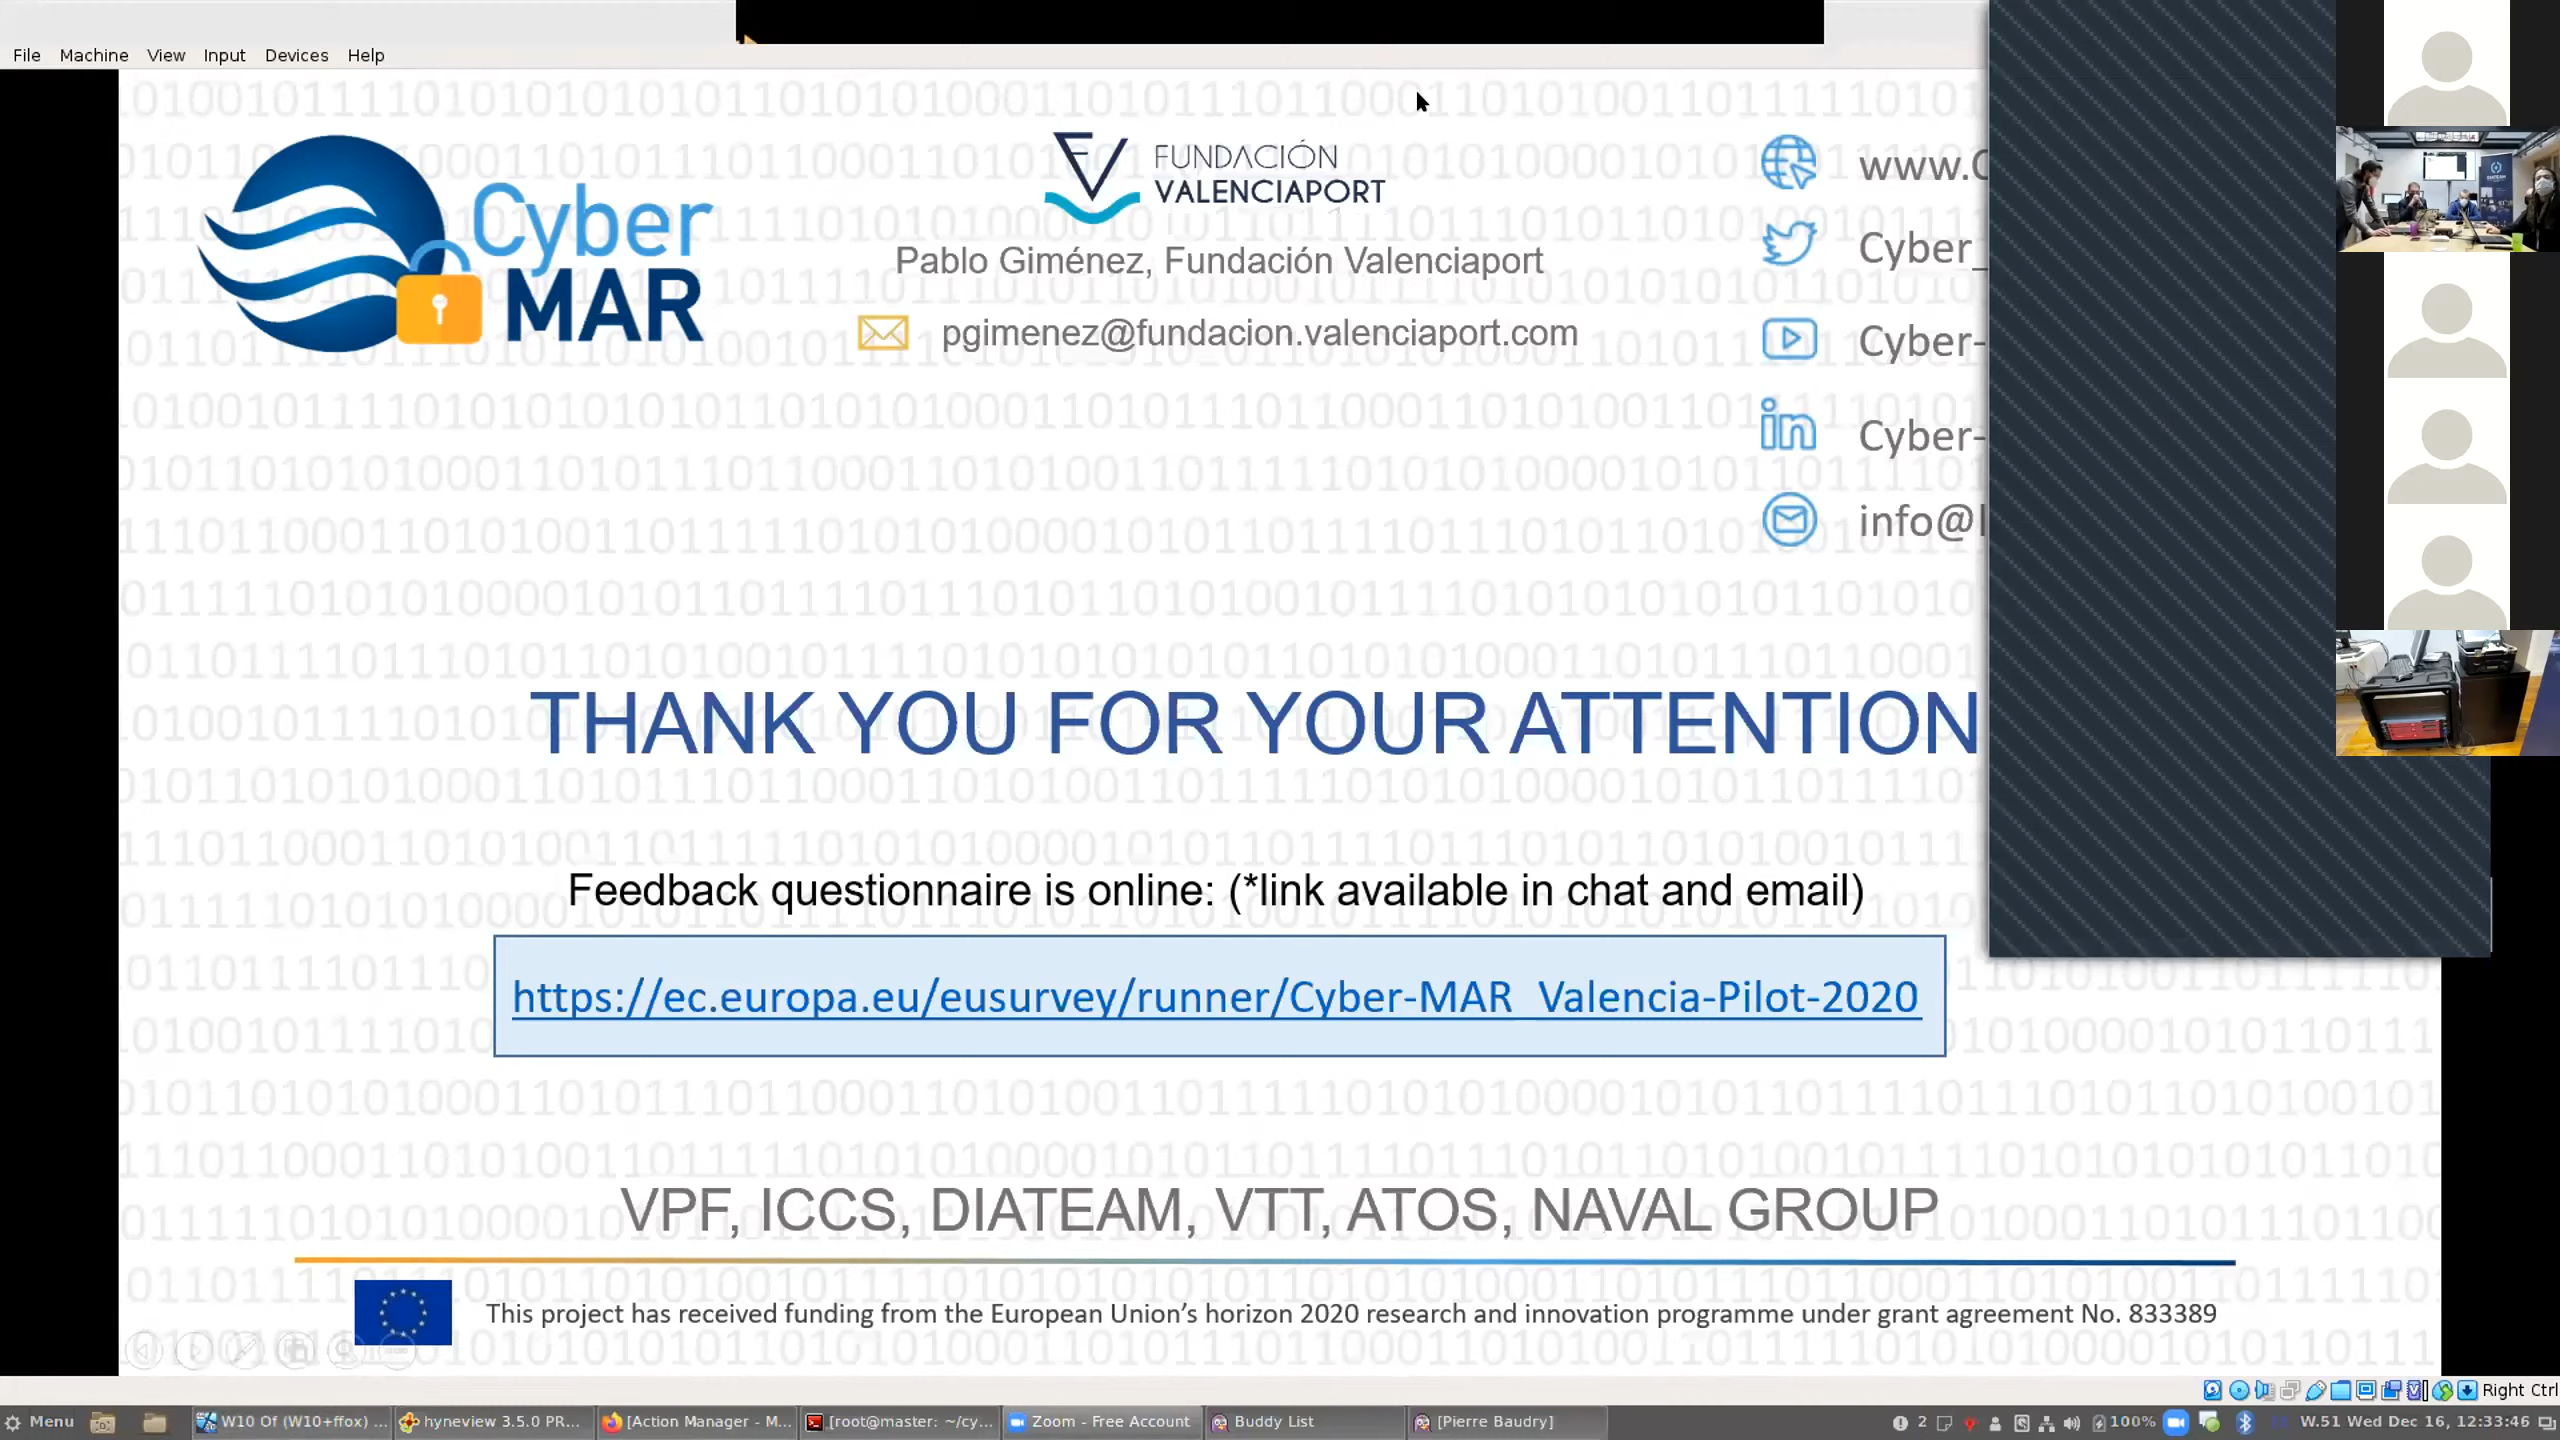 File Machine View Input Devices Help
Cyber
MAR
FUNDACIÓN
VALENCIAPORT
Pablo Giménez, Fundación Valenciaport
pgimenez@fundacion.valenciaport.com
www.
Cyber_
Cyber-
Cyber-
info@
THANK YOU FOR YOUR ATTENTION
Feedback questionnaire is online: (*link available in chat and email)
https://ec.europa.eu/eusurvey/runner/Cyber-MAR_Valencia-Pilot-2020
VPF, ICCS, DIATEAM, VTT, ATOS, NAVAL GROUP
This project has received funding from the European Union’s horizon 2020 research and innovation programme under grant agreement No. 833389
Right Ctrl
Menu W10 Of (W10+ffox) ... hyneview 3.5.0 PR... [Action Manager - M... [root@master: ~/cy... Zoom - Free Account Buddy List [Pierre Baudry] 2 100% W.51 Wed Dec 16, 12:33:46